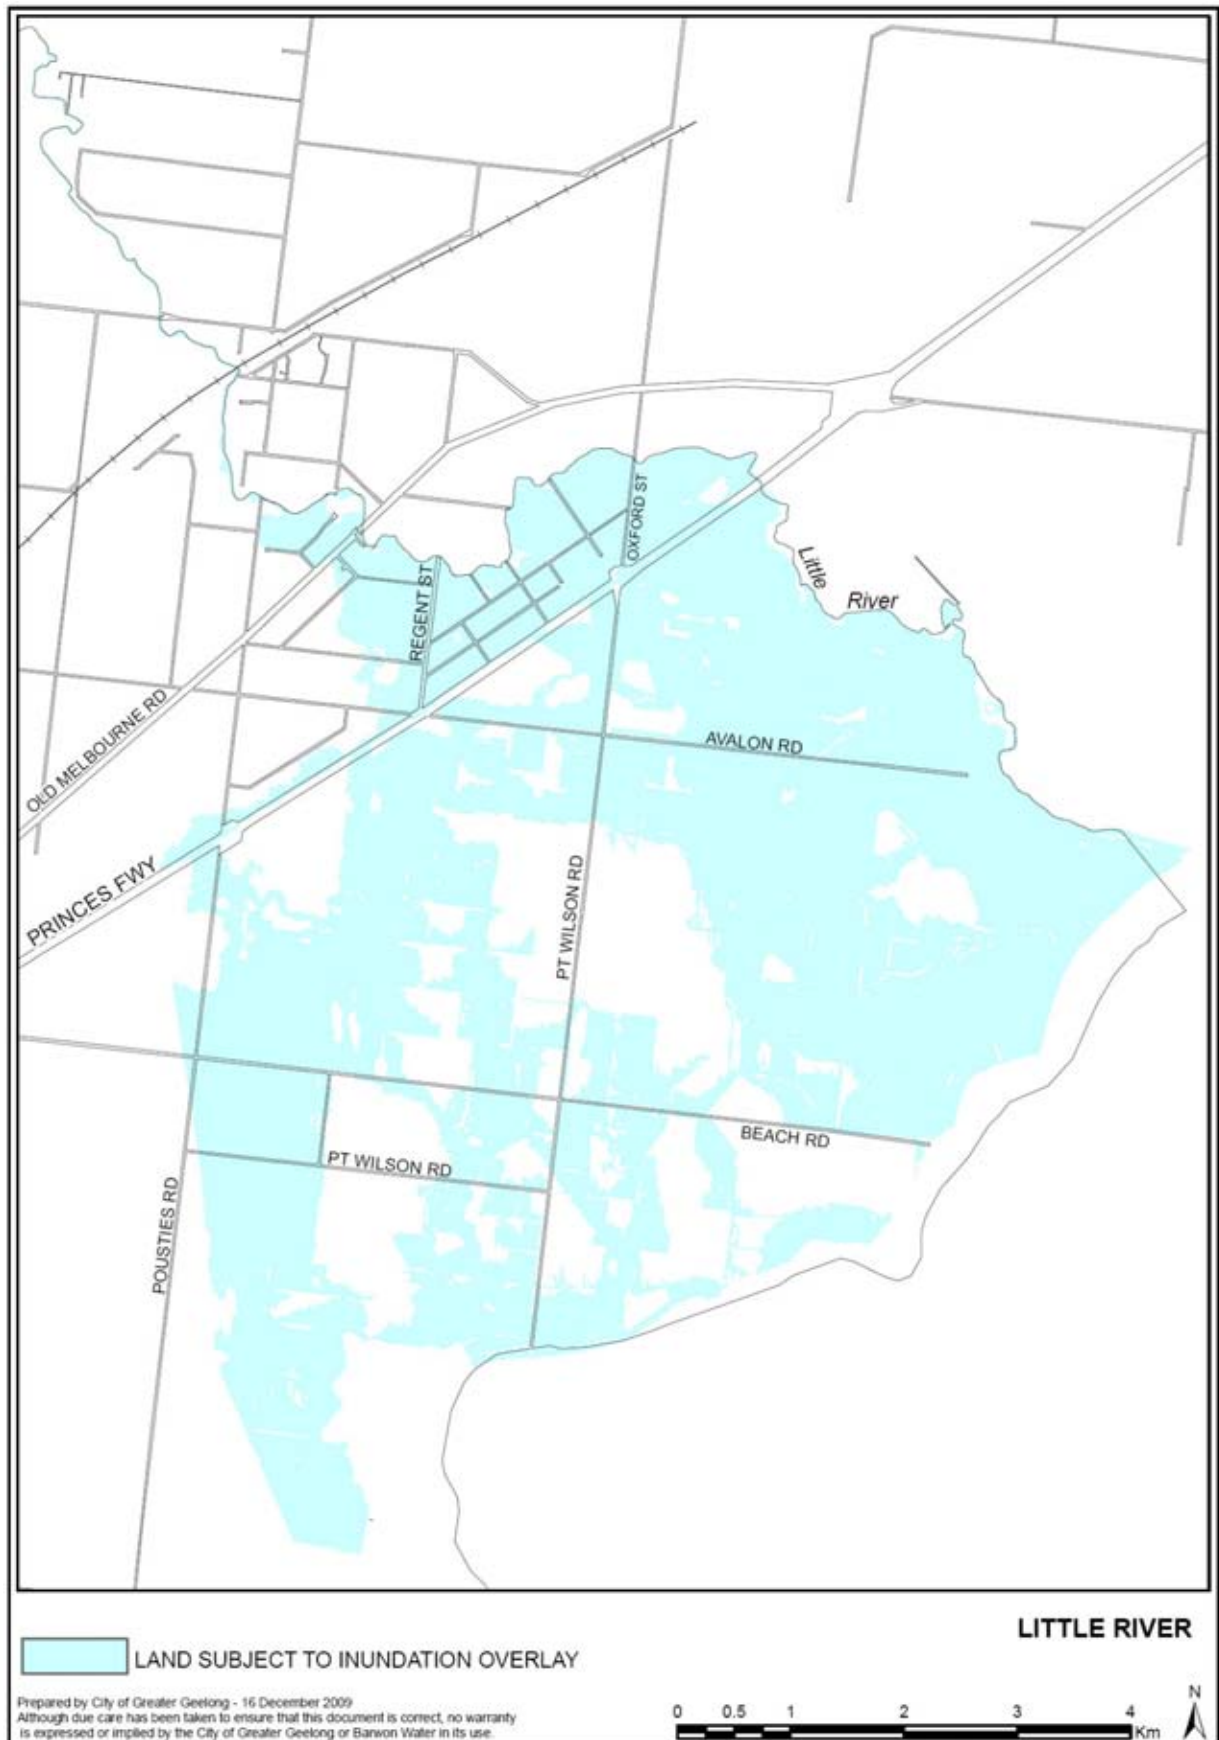 OXFORD ST
Little
River
REGENT ST
OLD MELBOURNE RD
AVALON RD
PRINCES FWY
PT WILSON RD
BEACH RD
PT WILSON RD
POUSTIES RD
LITTLE RIVER
LAND SUBJECT TO INUNDATION OVERLAY
Prepared by City of Greater Geelong - 16 December 2009
Although due care has been taken to ensure that this document is correct, no warranty
is expressed or implied by the City of Greater Geelong or Barwon Water in its use.
0 0.5 1 2 3 4
Km
N